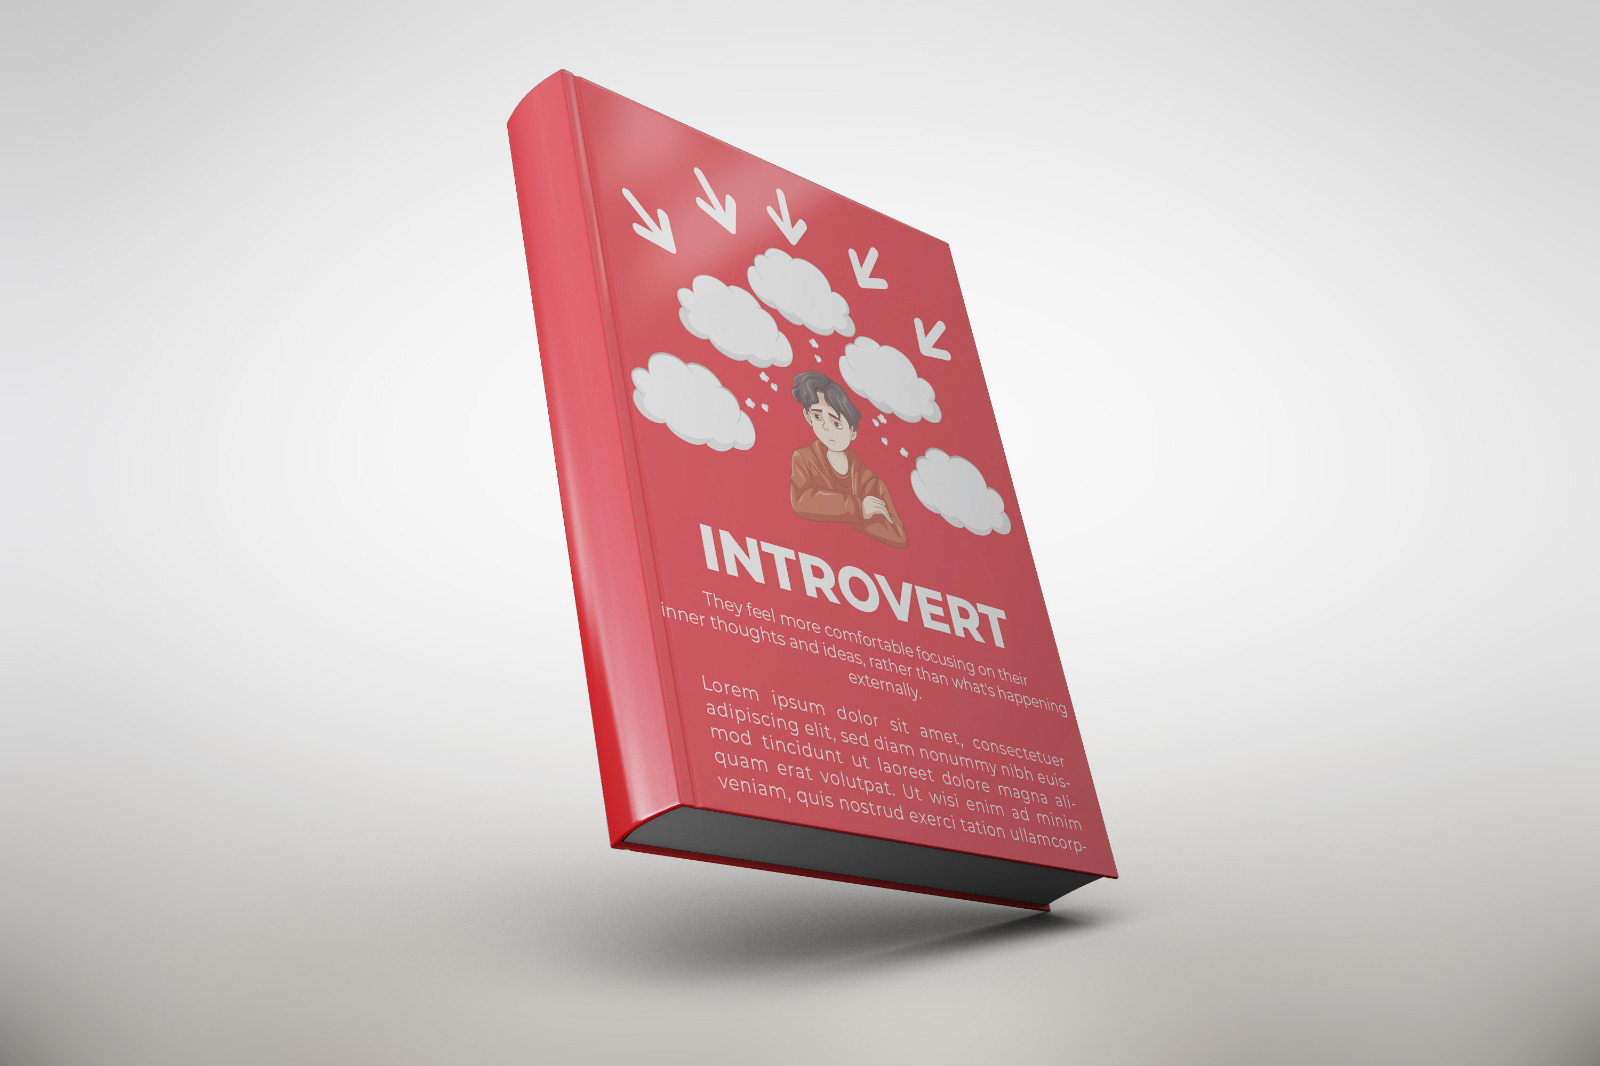 INTROVERT
They feel more comfortable focusing on their
inner thoughts and ideas, rather than what's happening
externally.
Lorem ipsum dolor sit amet, consectetuer
adipiscing elit, sed diam nonummy nibh euis-
mod tincidunt ut laoreet dolore magna ali-
quam erat volutpat. Ut wisi enim ad minim
veniam, quis nostrud exerci tation ullamcorp-